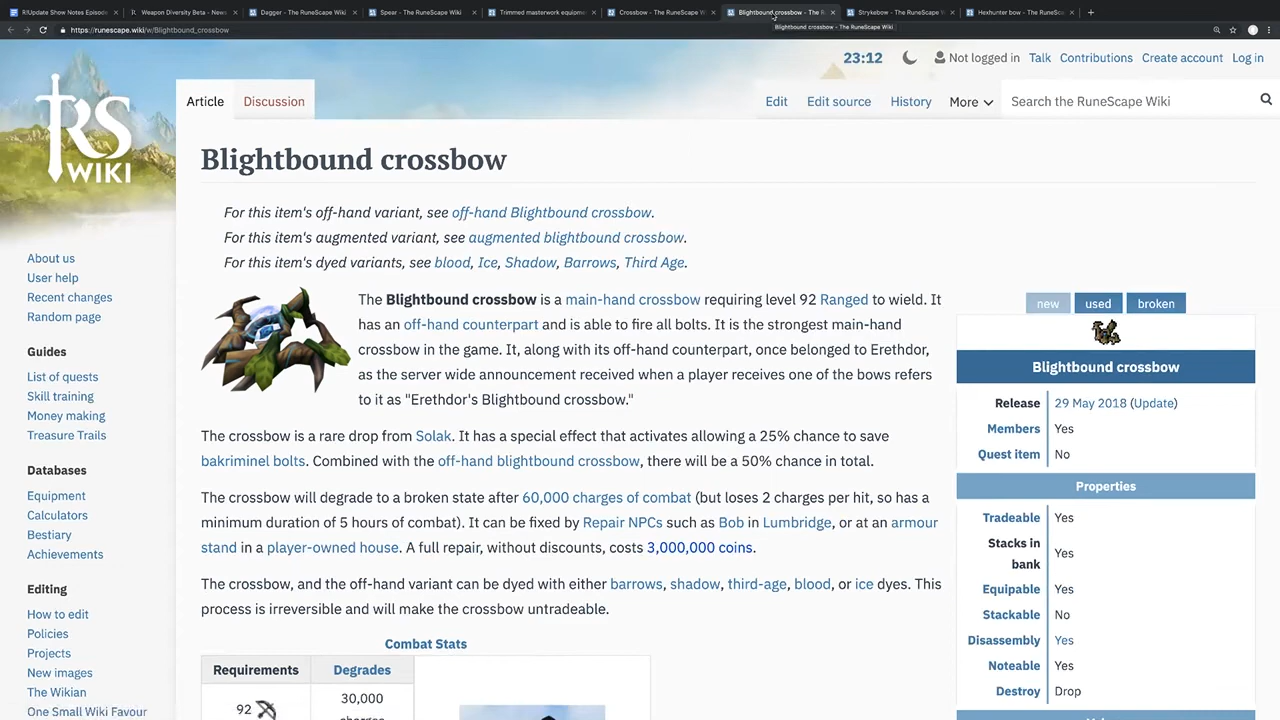 R/Update Show Notes Episode
Weapon Diversity Beta - News
Dagger - The RuneScape Wiki
Spear - The RuneScape Wiki
Trimmed masterwork equipm
Crossbow - The RuneScape W
Blightbound crossbow - The R
Strykebow - The RuneScape W
Hexhunter bow - The RuneSc
https://runescape.wiki/w/Blightbound_crossbow
Blightbound crossbow - The RuneScape Wiki
23:12
Not logged in
Talk
Contributions
Create account
Log in
RS
WIKI
Article
Discussion
Edit
Edit source
History
More
Search the RuneScape Wiki
About us
User help
Recent changes
Random page
Guides
List of quests
Skill training
Money making
Treasure Trails
Databases
Equipment
Calculators
Bestiary
Achievements
Editing
How to edit
Policies
Projects
New images
The Wikian
One Small Wiki Favour
Blightbound crossbow
For this item's off-hand variant, see off-hand Blightbound crossbow.
For this item's augmented variant, see augmented blightbound crossbow.
For this item's dyed variants, see blood, Ice, Shadow, Barrows, Third Age.
The Blightbound crossbow is a main-hand crossbow requiring level 92 Ranged to wield. It
has an off-hand counterpart and is able to fire all bolts. It is the strongest main-hand
crossbow in the game. It, along with its off-hand counterpart, once belonged to Erethdor,
as the server wide announcement received when a player receives one of the bows refers
to it as "Erethdor's Blightbound crossbow."
The crossbow is a rare drop from Solak. It has a special effect that activates allowing a 25% chance to save
bakriminel bolts. Combined with the off-hand blightbound crossbow, there will be a 50% chance in total.
The crossbow will degrade to a broken state after 60,000 charges of combat (but loses 2 charges per hit, so has a
minimum duration of 5 hours of combat). It can be fixed by Repair NPCs such as Bob in Lumbridge, or at an armour
stand in a player-owned house. A full repair, without discounts, costs 3,000,000 coins.
The crossbow, and the off-hand variant can be dyed with either barrows, shadow, third-age, blood, or ice dyes. This
process is irreversible and will make the crossbow untradeable.
Combat Stats
Requirements
Degrades
92
30,000
new
used
broken
Blightbound crossbow
Release
29 May 2018 (Update)
Members
Yes
Quest item
No
Properties
Tradeable
Yes
Stacks in
bank
Yes
Equipable
Yes
Stackable
No
Disassembly
Yes
Noteable
Yes
Destroy
Drop